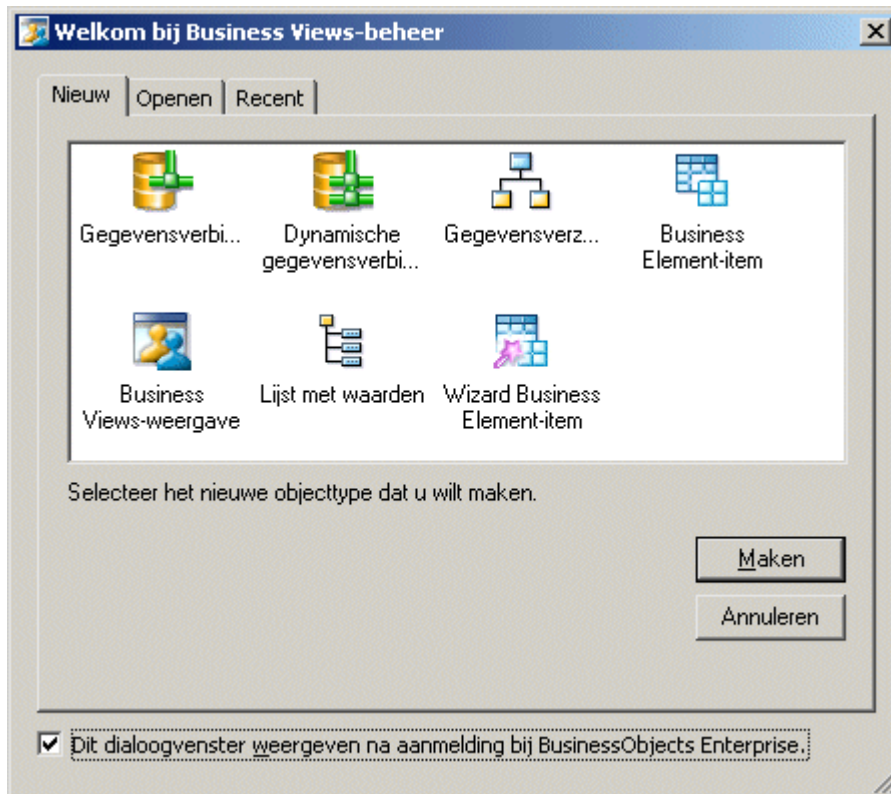 Welkom bij Business Views-beheer
Nieuw Openen Recent
Gegevensverbi...
Dynamische
gegevensverbi...
Gegevensverz...
Business
Element-item
Business
Views-weergave
Lijst met waarden
Wizard Business
Element-item
Selecteer het nieuwe objecttype dat u wilt maken.
Maken
Annuleren
Dit dialoogvenster weergeven na aanmelding bij BusinessObjects Enterprise.